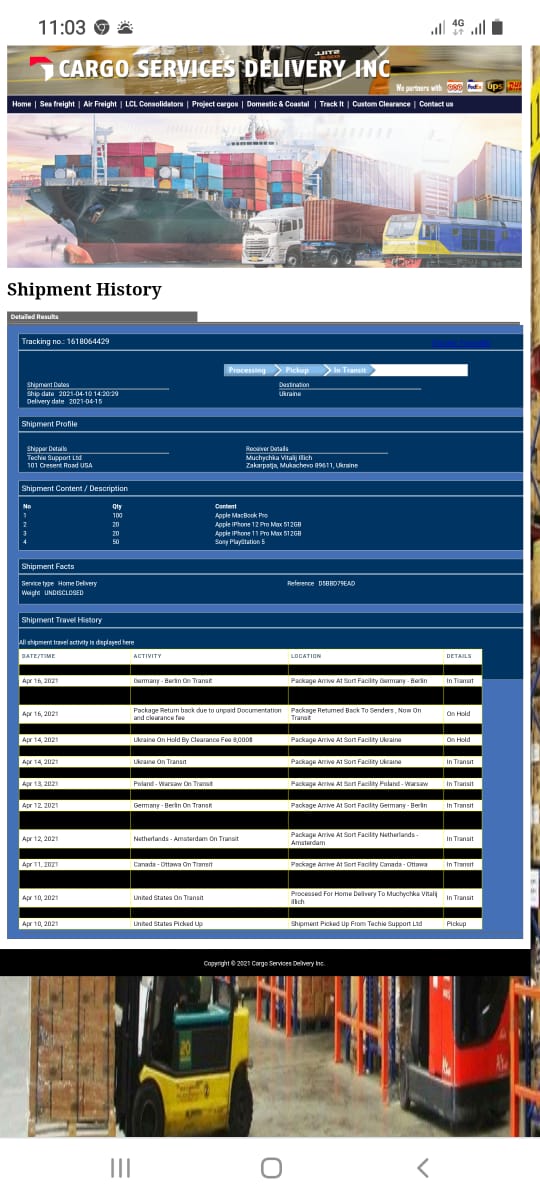 11:03
4G
CARGO SERVICES DELIVERY INC
We partners with FedEx ups
Home | Sea freight | Air Freight | LCL Consolidators | Project cargos | Domestic & Coastal | Track It | Custom Clearance | Contact us
Shipment History
Detailed Results
Tracking no.: 1618064429
Processing Pickup In Transit
Shipment Dates Destination
Ship date 2021-04-10 14:20:29 Ukraine
Delivery date 2021-04-15
Shipment Profile
Shipper Details Receiver Details
Techie Support Ltd Muchychka Vitalij Illich
101 Cresent Road USA Zakarpatja, Mukachevo 89611, Ukraine
Shipment Content / Description
No Qty Content
1 100 Apple MacBook Pro
2 20 Apple IPhone 12 Pro Max 512GB
3 20 Apple IPhone 11 Pro Max 512GB
4 50 Sony PlayStation 5
Shipment Facts
Service type Home Delivery Reference D5BBD79EAD
Weight UNDISCLOSED
Shipment Travel History
All shipment travel activity is displayed here
DATE/TIME ACTIVITY LOCATION DETAILS
Apr 16, 2021 Germany - Berlin On Transit Package Arrive At Sort Facility Germany - Berlin In Transit
Apr 16, 2021 Package Return back due to unpaid Documentation and clearance fee Package Returned Back To Senders , Now On Transit On Hold
Apr 14, 2021 Ukraine On Hold By Clearance Fee 8,000$ Package Arrive At Sort Facility Ukraine On Hold
Apr 14, 2021 Ukraine On Transit Package Arrive At Sort Facility Ukraine In Transit
Apr 13, 2021 Poland - Warsaw On Transit Package Arrive At Sort Facility Poland - Warsaw In Transit
Apr 12, 2021 Germany - Berlin On Transit Package Arrive At Sort Facility Germany - Berlin In Transit
Apr 12, 2021 Netherlands - Amsterdam On Transit Package Arrive At Sort Facility Netherlands - Amsterdam In Transit
Apr 11, 2021 Canada - Ottawa On Transit Package Arrive At Sort Facility Canada - Ottawa In Transit
Apr 10, 2021 United States On Transit Processed For Home Delivery To Muchychka Vitalij Illich In Transit
Apr 10, 2021 United States Picked Up Shipment Picked Up From Techie Support Ltd Pickup
Copyright © 2021 Cargo Services Delivery Inc.